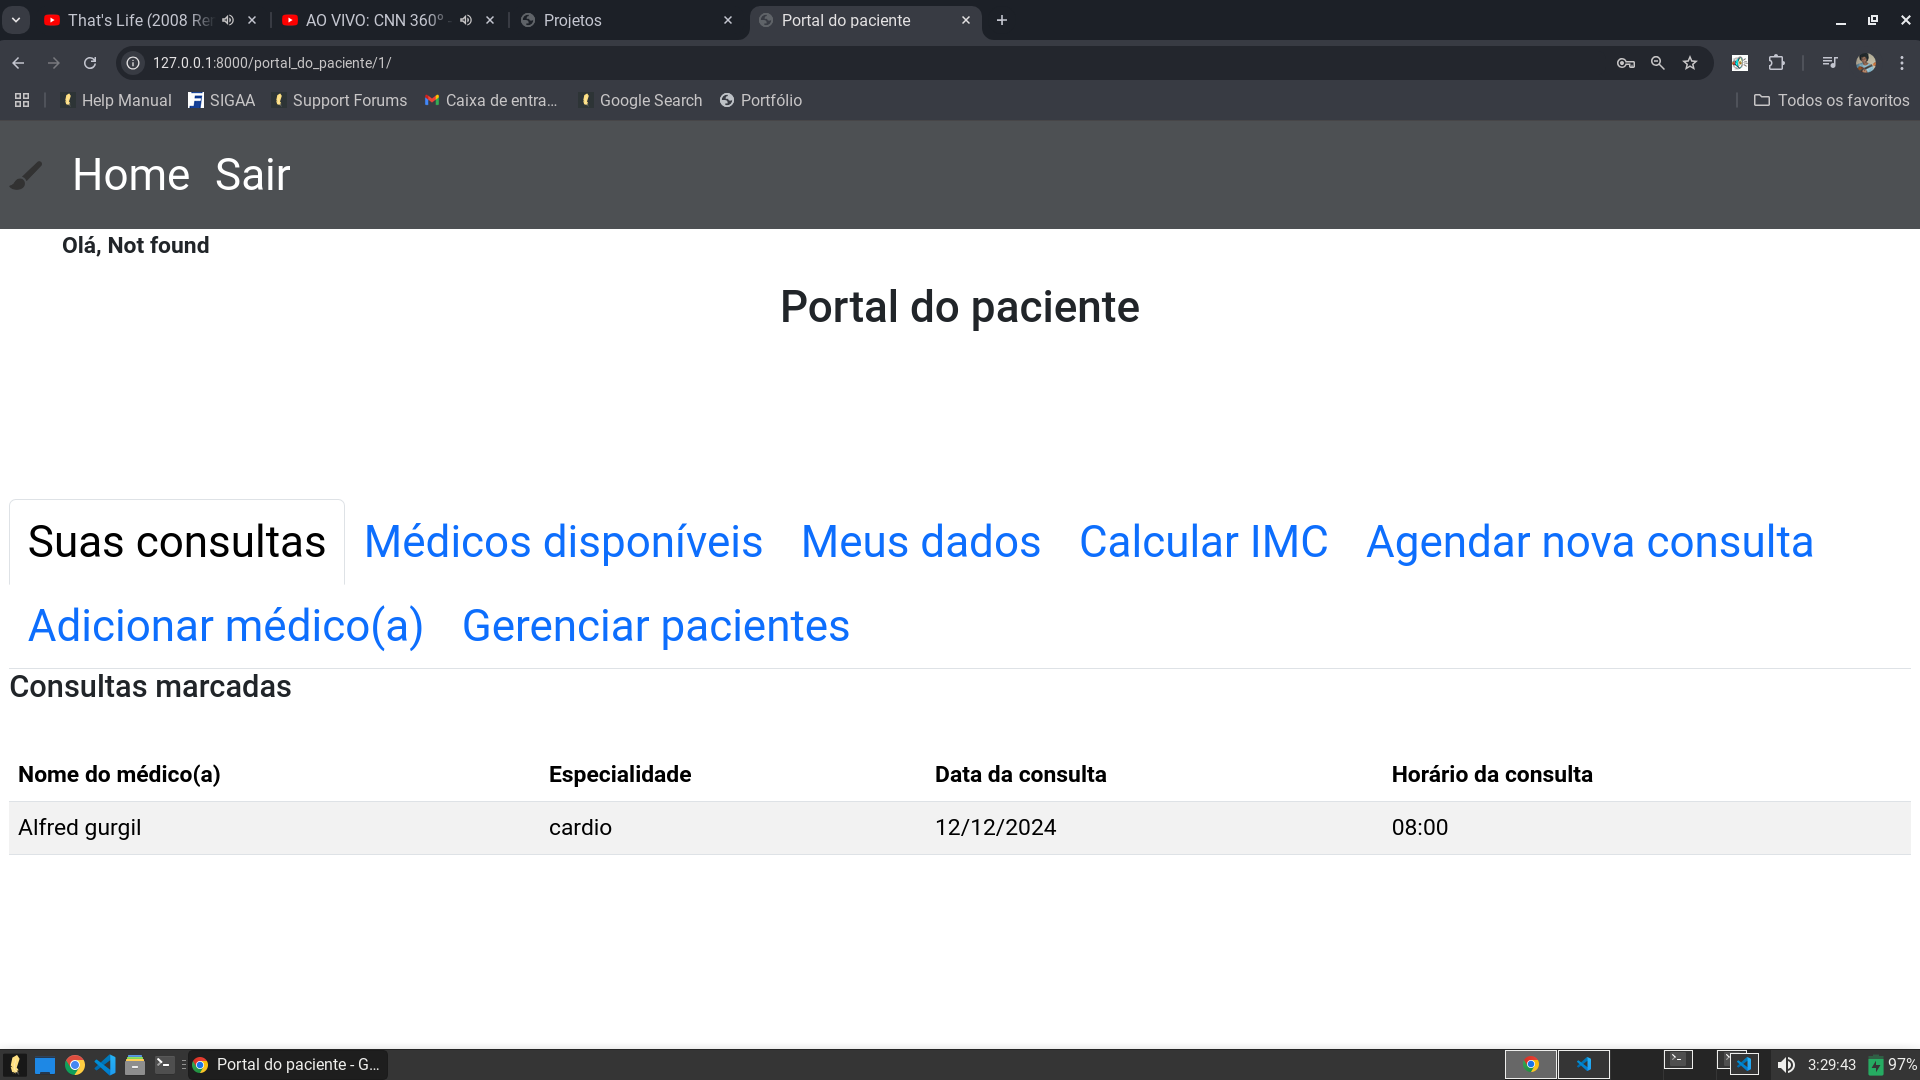 That's Life (2008 Re
AO VIVO: CNN 360º
Projetos
Portal do paciente
127.0.0.1:8000/portal_do_paciente/1/
Help Manual
SIGAA
Support Forums
Caixa de entra...
Google Search
Portfólio
Todos os favoritos
Home Sair
Olá, Not found
Portal do paciente
Suas consultas Médicos disponíveis Meus dados Calcular IMC Agendar nova consulta
Adicionar médico(a) Gerenciar pacientes
Consultas marcadas
Nome do médico(a) Especialidade Data da consulta Horário da consulta
Alfred gurgil cardio 12/12/2024 08:00
Portal do paciente - G...
3:29:43
97%